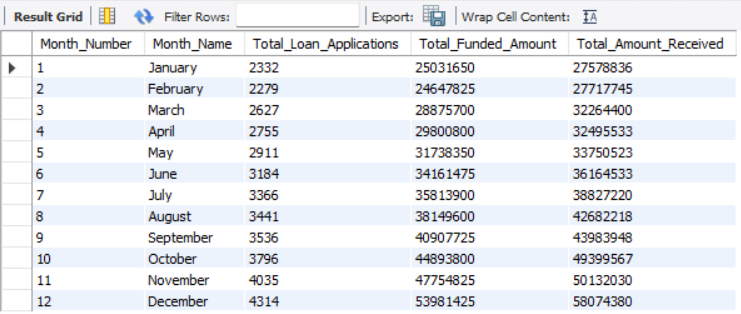 Result Grid Filter Rows: Export: Wrap Cell Content: IA
Month_Number Month_Name Total_Loan_Applications Total_Funded_Amount Total_Amount_Received
1 January 2332 25031650 27578836
2 February 2279 24647825 27717745
3 March 2627 28875700 32264400
4 April 2755 29800800 32495533
5 May 2911 31738350 33750523
6 June 3184 34161475 36164533
7 July 3366 35813900 38827220
8 August 3441 38149600 42682218
9 September 3536 40907725 43983948
10 October 3796 44893800 49399567
11 November 4035 47754825 50132030
12 December 4314 53981425 58074380